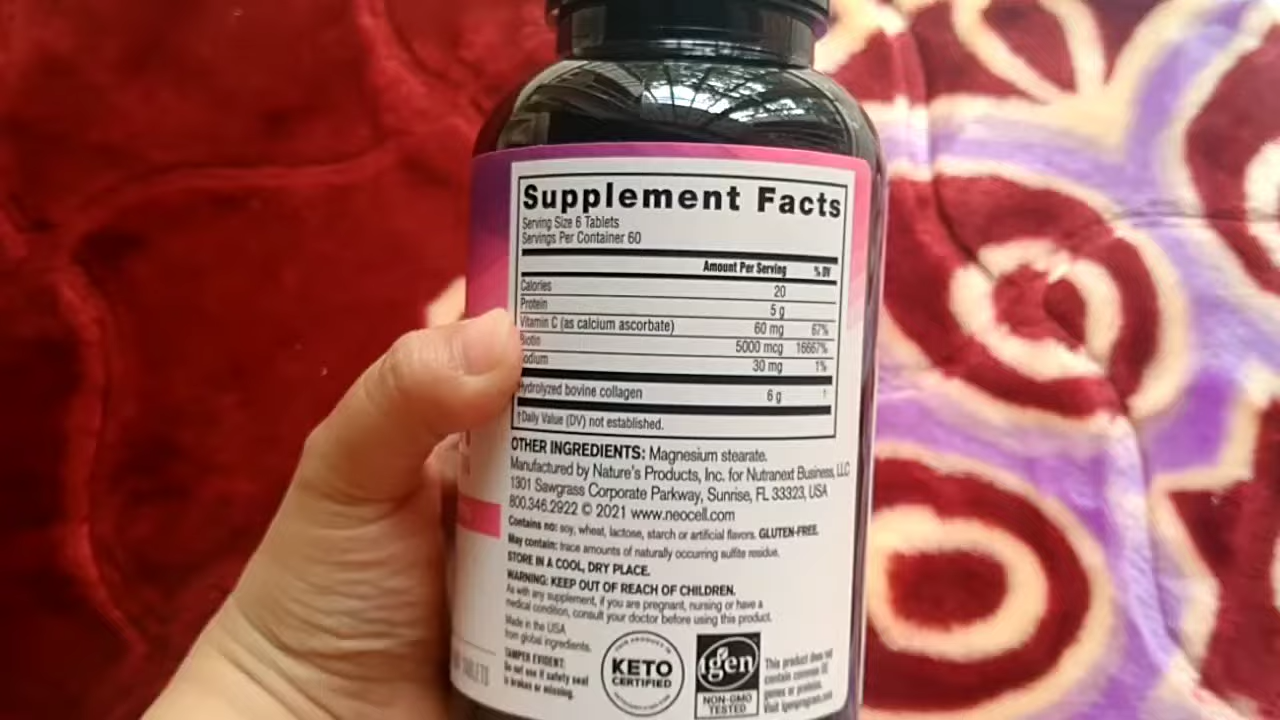 Supplement Facts
Serving Size 6 Tablets
Servings Per Container 60
Amount Per Serving % DV
Calories 20
Protein 5 g
Vitamin C (as calcium ascorbate) 60 mg 67%
Biotin 5000 mcg 16667%
odium 30 mg 1%
Hydrolyzed bovine collagen 6 g †
†Daily Value (DV) not established.
OTHER INGREDIENTS: Magnesium stearate.
Manufactured by Nature's Products, Inc. for Nutranext Business, LLC
1301 Sawgrass Corporate Parkway, Sunrise, FL 33323, USA
800.346.2922 © 2021 www.neocell.com
Contains no: soy, wheat, lactose, starch or artificial flavors. GLUTEN-FREE.
May contain: trace amounts of naturally occurring sulfite residue.
STORE IN A COOL, DRY PLACE.
WARNING: KEEP OUT OF REACH OF CHILDREN.
As with any supplement, if you are pregnant, nursing or have a
medical condition, consult your doctor before using this product.
Made in the USA
from global ingredients.
TAMPER EVIDENT:
Do not use if safety seal
is broken or missing.
KETO
CERTIFIED
igen
NON-GMO
TESTED
This product does not
contain common GE
genes or proteins.
Visit igenprogram.com
TABLETS